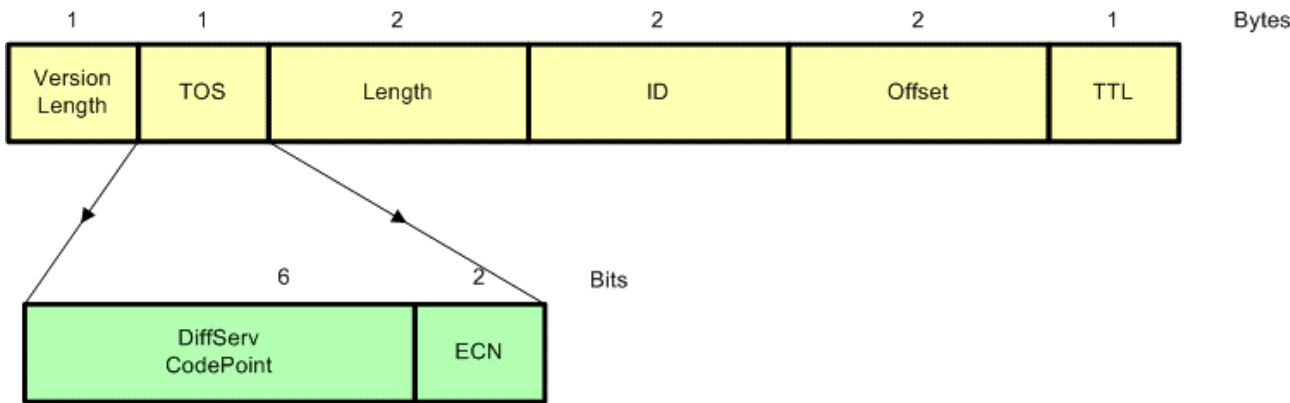 1 1 2 2 2 1 Bytes
Version
Length
TOS
Length
ID
Offset
TTL
6 2 Bits
DiffServ
CodePoint
ECN